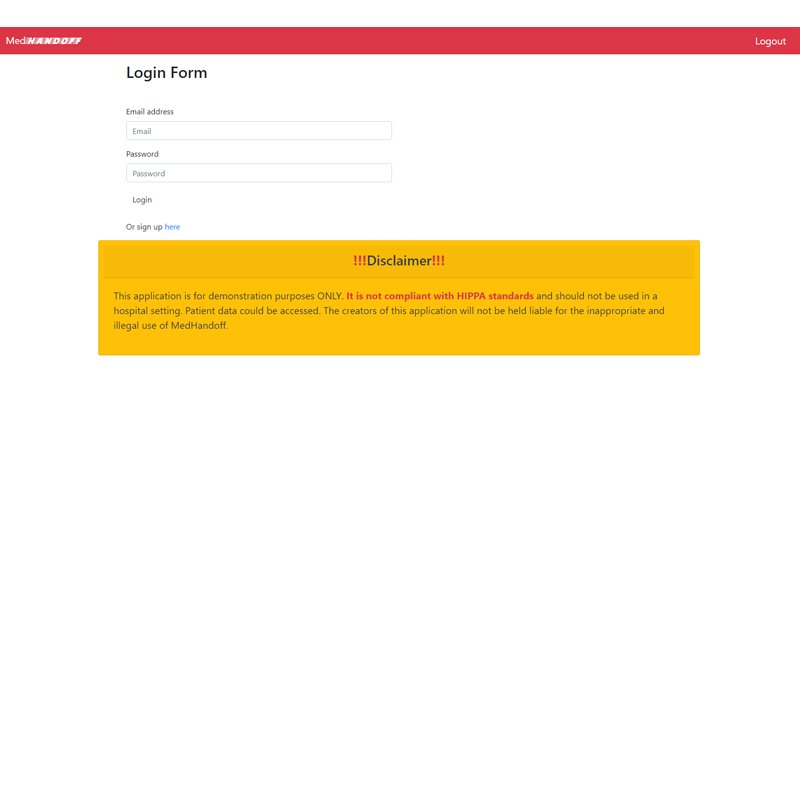 MedHANDOFF Logout
Login Form
Email address
Email
Password
Password
Login
Or sign up here
!!!Disclaimer!!!
This application is for demonstration purposes ONLY. It is not compliant with HIPPA standards and should not be used in a
hospital setting. Patient data could be accessed. The creators of this application will not be held liable for the inappropriate and
illegal use of MedHandoff.